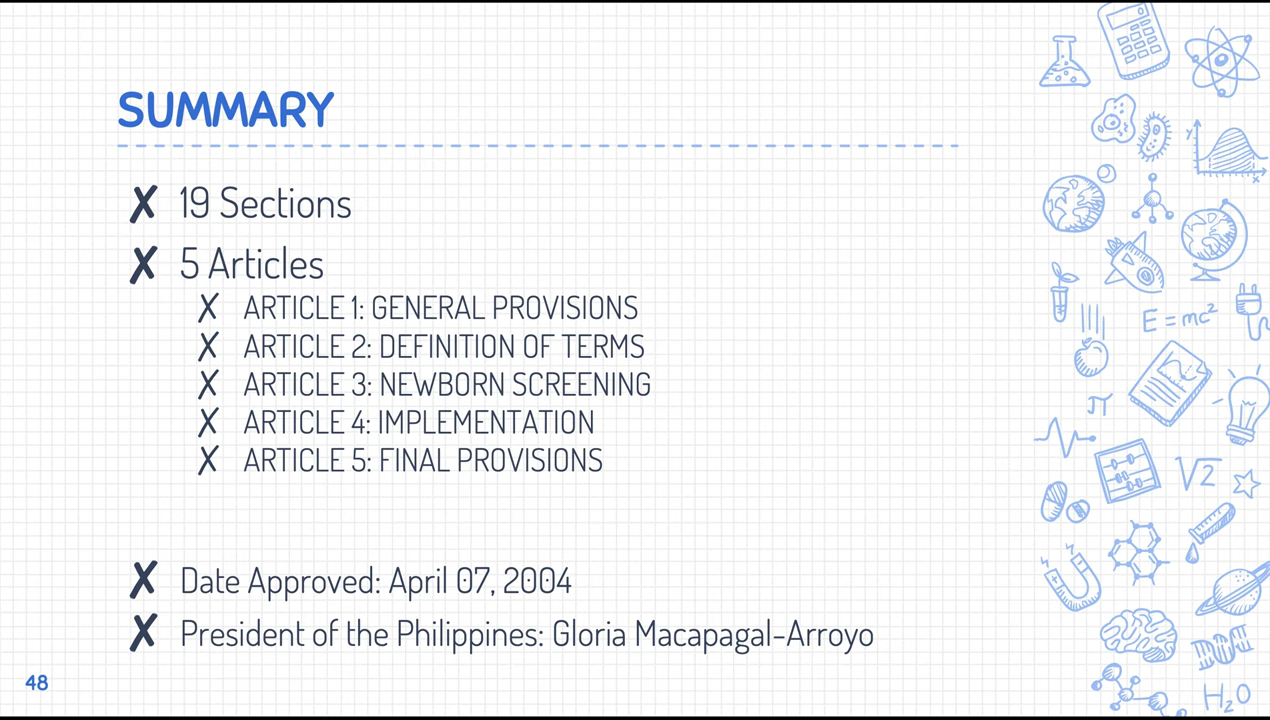 SUMMARY
✗ 19 Sections
✗ 5 Articles
✗ ARTICLE 1: GENERAL PROVISIONS
✗ ARTICLE 2: DEFINITION OF TERMS
✗ ARTICLE 3: NEWBORN SCREENING
✗ ARTICLE 4: IMPLEMENTATION
✗ ARTICLE 5: FINAL PROVISIONS
✗ Date Approved: April 07, 2004
✗ President of the Philippines: Gloria Macapagal-Arroyo
48
y
x
E = mc²
π
√2
H₂O